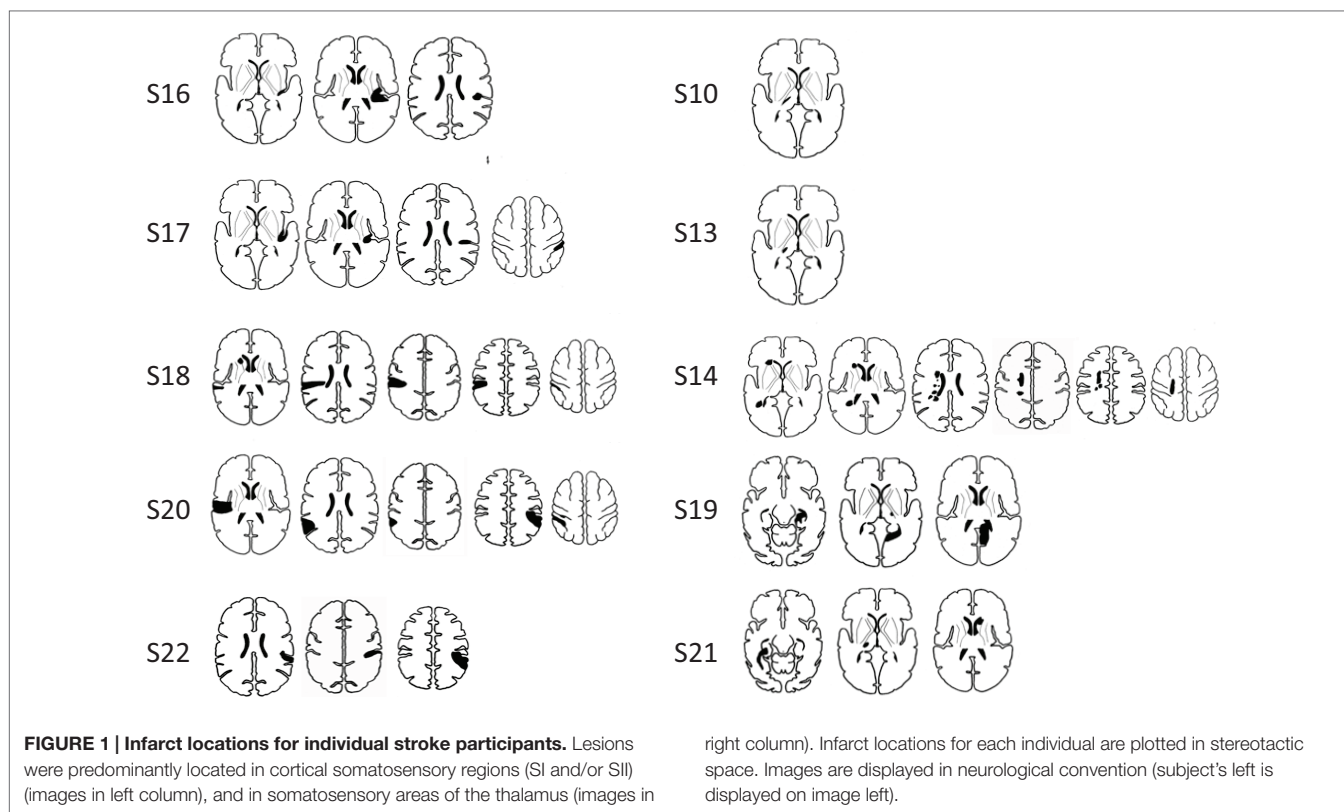 S16
S17
S18
S20
S22
S10
S13
S14
S19
S21
FIGURE 1 | Infarct locations for individual stroke participants. Lesions
were predominantly located in cortical somatosensory regions (SI and/or SII)
(images in left column), and in somatosensory areas of the thalamus (images in
right column). Infarct locations for each individual are plotted in stereotactic
space. Images are displayed in neurological convention (subject's left is
displayed on image left).